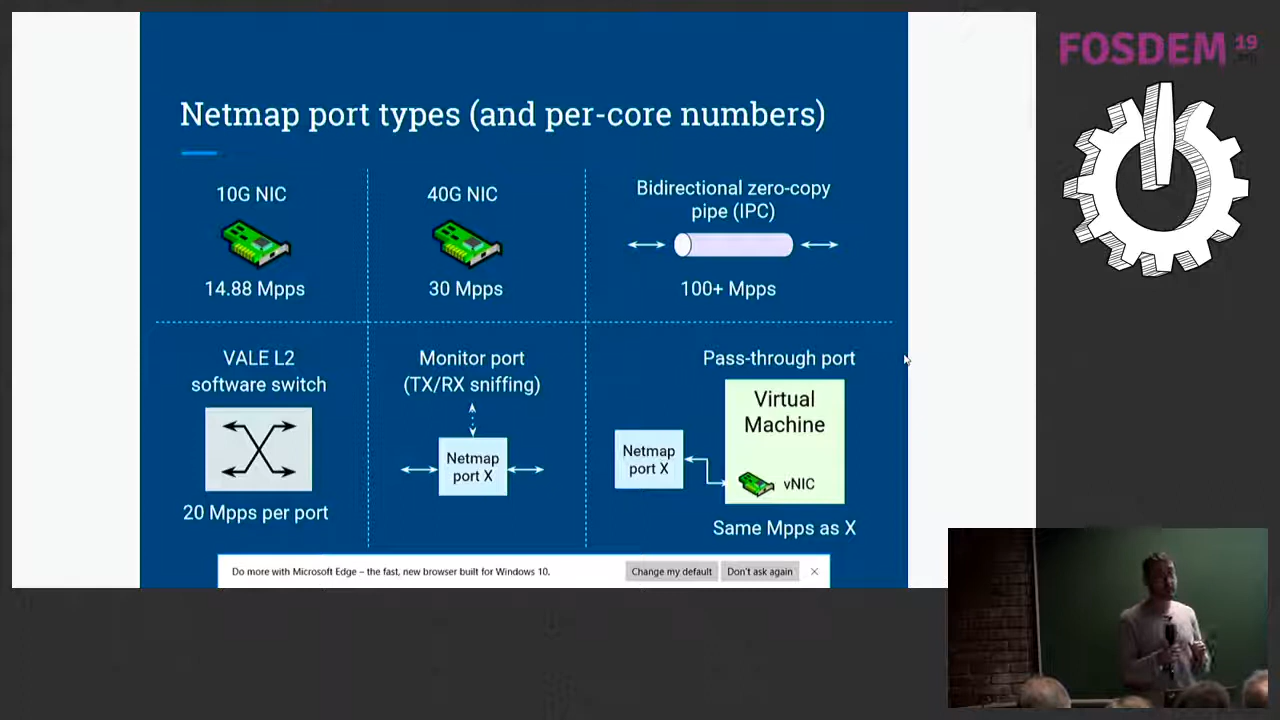 Netmap port types (and per-core numbers)
10G NIC
14.88 Mpps
40G NIC
30 Mpps
Bidirectional zero-copy
pipe (IPC)
100+ Mpps
VALE L2
software switch
20 Mpps per port
Monitor port
(TX/RX sniffing)
Netmap
port X
Pass-through port
Netmap
port X
Virtual
Machine
vNIC
Same Mpps as X
Do more with Microsoft Edge – the fast, new browser built for Windows 10.
Change my default
Don't ask again
FOSDEM 19
.org